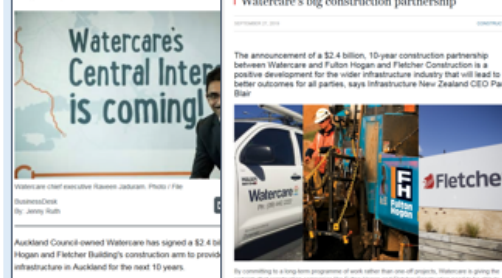 Watercare's
Central Inter
is coming!
Watercare chief executive Raveen Jaduram. Photo / File
BusinessDesk
By: Jenny Ruth
Auckland Council-owned Watercare has signed a $2.4 bi
Hogan and Fletcher Building's construction arm to provide
infrastructure in Auckland for the next 10 years.
Watercare's big construction partnership
SEPTEMBER 27, 2019
CONSTRUC
The announcement of a $2.4 billion, 10-year construction partnership
between Watercare and Fulton Hogan and Fletcher Construction is a
positive development for the wider infrastructure industry that will lead to
better outcomes for all parties, says Infrastructure New Zealand CEO Pa
Blair
Watercare
FH
Fulton
Hogan
Fletche
By committing to a long-term programme of work rather than one-off projects, Watercare is giving the